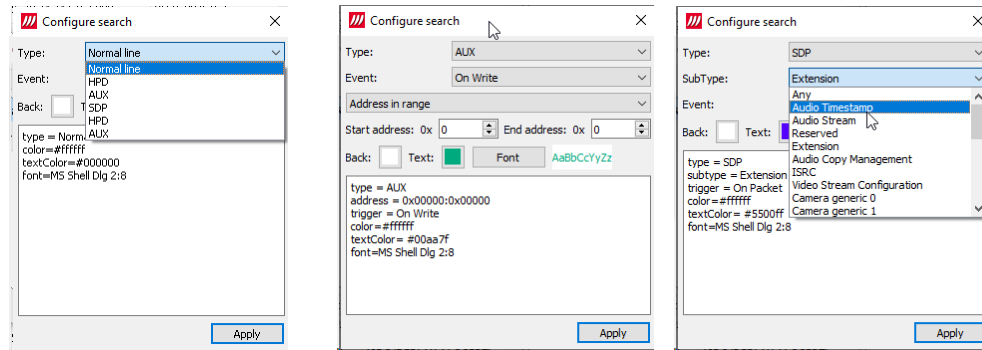 Configure search
Type: Normal line
Normal line
Event: HPD
AUX
Back: SDP
HPD
AUX
type =
color=#ffffff
textColor=#000000
font=MS Shell Dlg 2:8
Apply
Configure search
Type: AUX
Event: On Write
Address in range
Start address: 0x 0 End address: 0x 0
Back: Text: Font AaBbCcYyZz
type = AUX
address = 0x00000:0x00000
trigger = On Write
color=#ffffff
textColor= #00aa7f
font=MS Shell Dlg 2:8
Apply
Configure search
Type: SDP
SubType: Extension
Any
Event: Audio Timestamp
Audio Stream
Back: Text: Reserved
Extension
Audio Copy Management
ISRC
Video Stream Configuration
Camera generic 0
Camera generic 1
type = SDP
subtype = Extension
trigger = On Packet
color=#ffffff
textColor= #5500ff
font=MS Shell Dlg 2:8
Apply